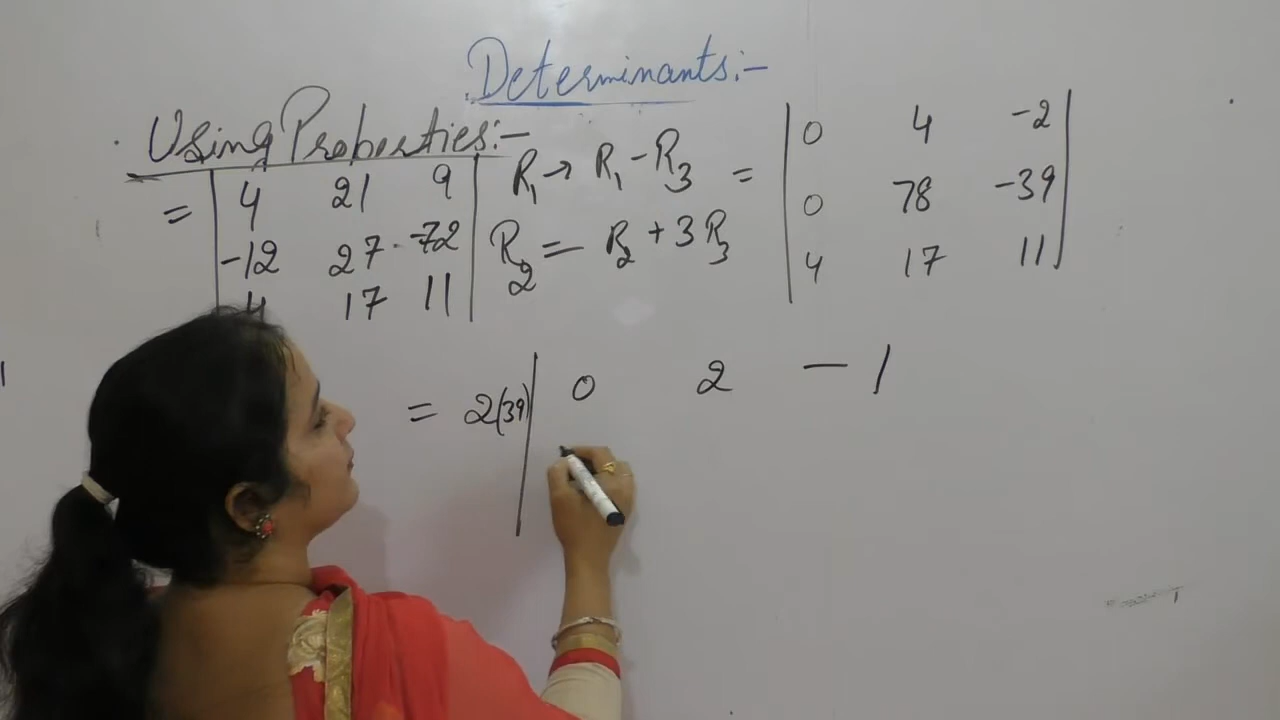 Determinants:-
Using Properties:-
= | 4 21 9 | R₁ → R₁ - R₃ = | 0 4 -2 |
| -12 27 -72 | R₂ = R₂ + 3R₃ | 0 78 -39 |
| 4 17 11 | | 4 17 11 |
= 2(39) | 0 2 - 1